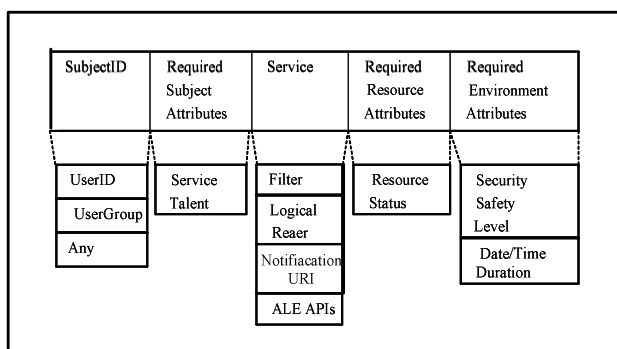 SubjectID
Required
Subject
Attributes
Service
Required
Resource
Attributes
Required
Environment
Attributes
UserID
UserGroup
Any
Service
Talent
Filter
Logical
Reaer
Notifiacation
URI
ALE APIs
Resource
Status
Security
Safety
Level
Date/Time
Duration